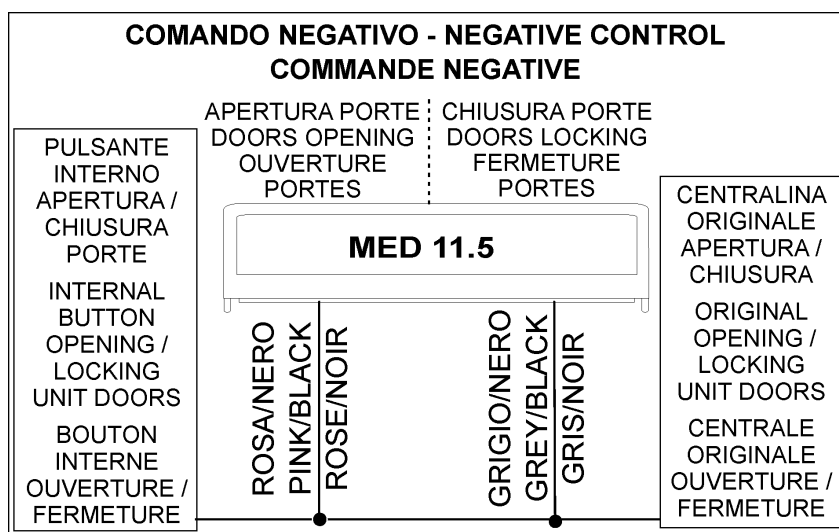 COMANDO NEGATIVO - NEGATIVE CONTROL
COMMANDE NEGATIVE
APERTURA PORTE
DOORS OPENING
OUVERTURE
PORTES
CHIUSURA PORTE
DOORS LOCKING
FERMETURE
PORTES
PULSANTE
INTERNO
APERTURA /
CHIUSURA
PORTE
INTERNAL
BUTTON
OPENING /
LOCKING
UNIT DOORS
BOUTON
INTERNE
OUVERTURE /
FERMETURE
MED 11.5
ROSA/NERO
PINK/BLACK
ROSE/NOIR
GRIGIO/NERO
GREY/BLACK
GRIS/NOIR
CENTRALINA
ORIGINALE
APERTURA /
CHIUSURA
ORIGINAL
OPENING /
LOCKING
UNIT DOORS
CENTRALE
ORIGINALE
OUVERTURE /
FERMETURE